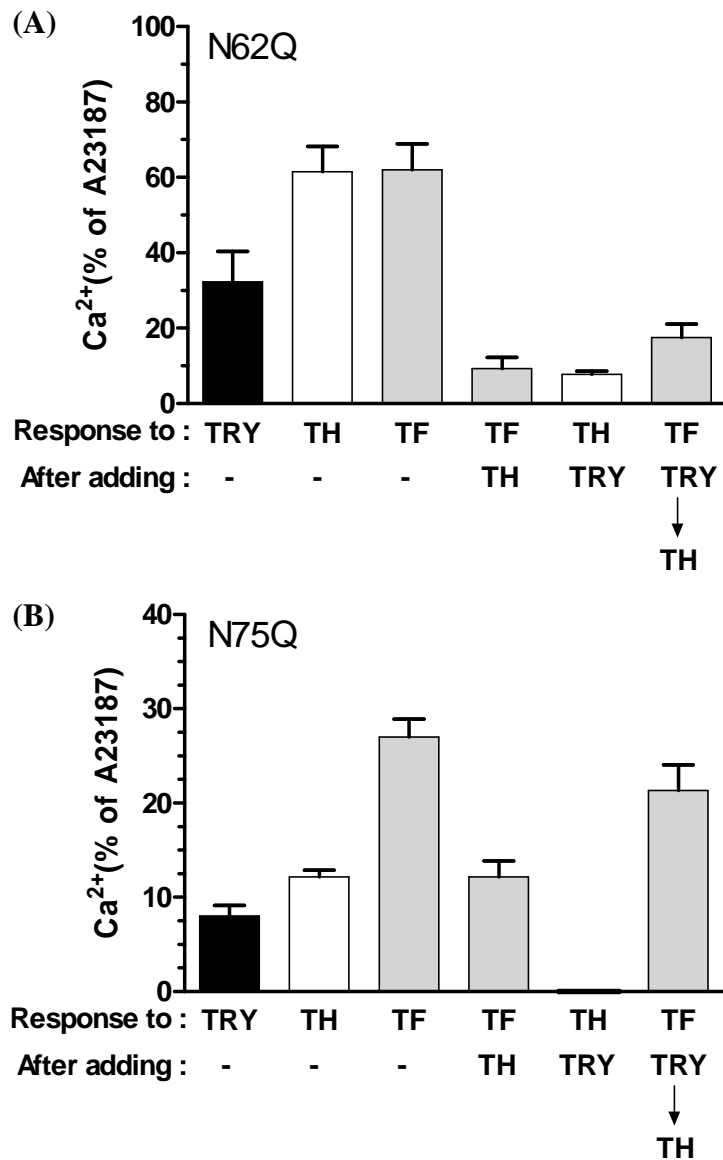 (A)
N62Q
Ca²⁺(% of A23187)
100
80
60
40
20
0
Response to : TRY TH TF TF TH TF
After adding : - - - TH TRY TRY
TH
(B)
N75Q
Ca²⁺(% of A23187)
40
30
20
10
0
Response to : TRY TH TF TF TH TF
After adding : - - - TH TRY TRY
TH